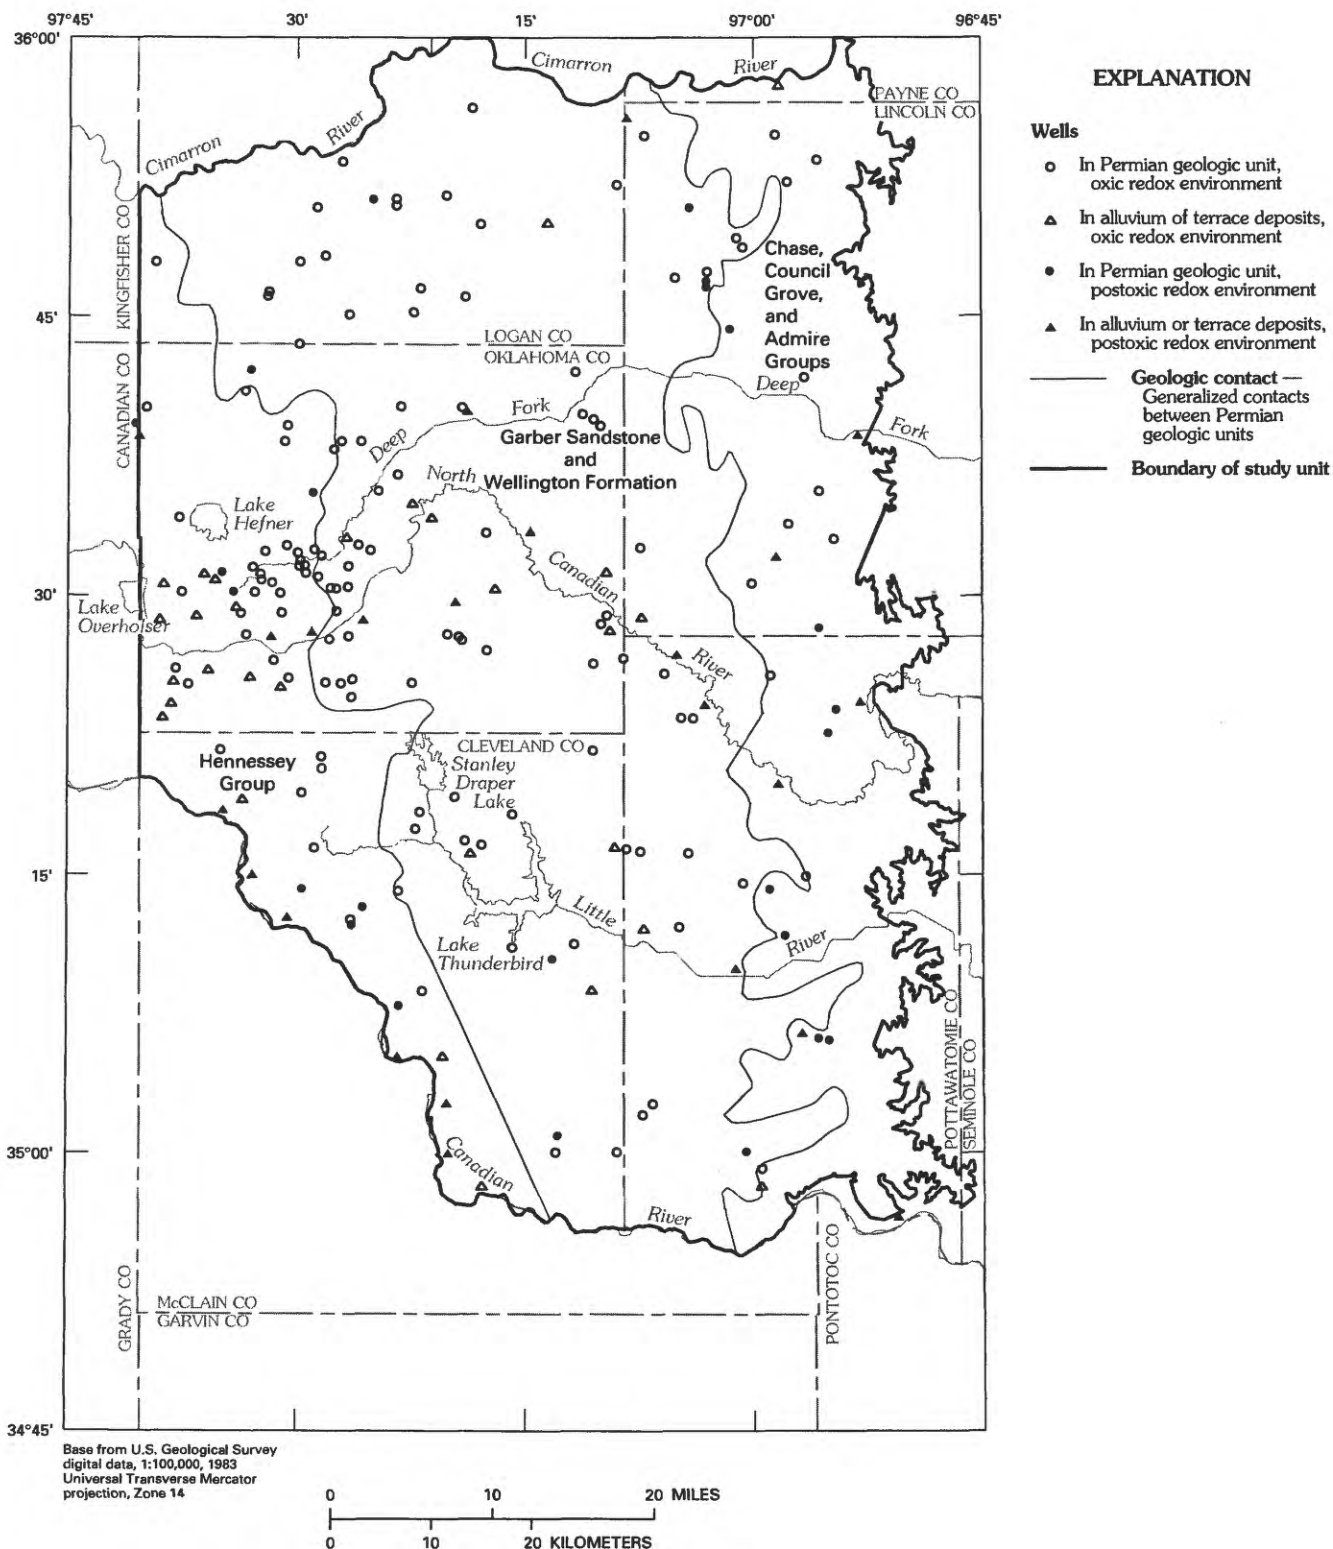 97°45' 30' 15' 97°00' 96°45'
36°00'
Cimarron River
PAYNE CO
LINCOLN CO
Cimarron River
KINGFISHER CO
Chase,
Council
Grove,
and
Admire
Groups
45'
LOGAN CO
OKLAHOMA CO
CANADIAN CO
Deep
Fork
Fork
Deep
Garber Sandstone
and
Wellington Formation
North
Lake
Hefner
Canadian
30'
Lake
Overholser
River
CLEVELAND CO
Hennessey
Group
Stanley
Draper
Lake
15'
Little
River
Lake
Thunderbird
POTTAWATOMIE CO
SEMINOLE CO
35°00'
Canadian
River
GRADY CO
McCLAIN CO
GARVIN CO
PONTOTOC CO
34°45'
Base from U.S. Geological Survey
digital data, 1:100,000, 1983
Universal Transverse Mercator
projection, Zone 14
0 10 20 MILES
0 10 20 KILOMETERS
EXPLANATION
Wells
In Permian geologic unit,
oxic redox environment
In alluvium of terrace deposits,
oxic redox environment
In Permian geologic unit,
postoxic redox environment
In alluvium or terrace deposits,
postoxic redox environment
Geologic contact —
Generalized contacts
between Permian
geologic units
Boundary of study unit